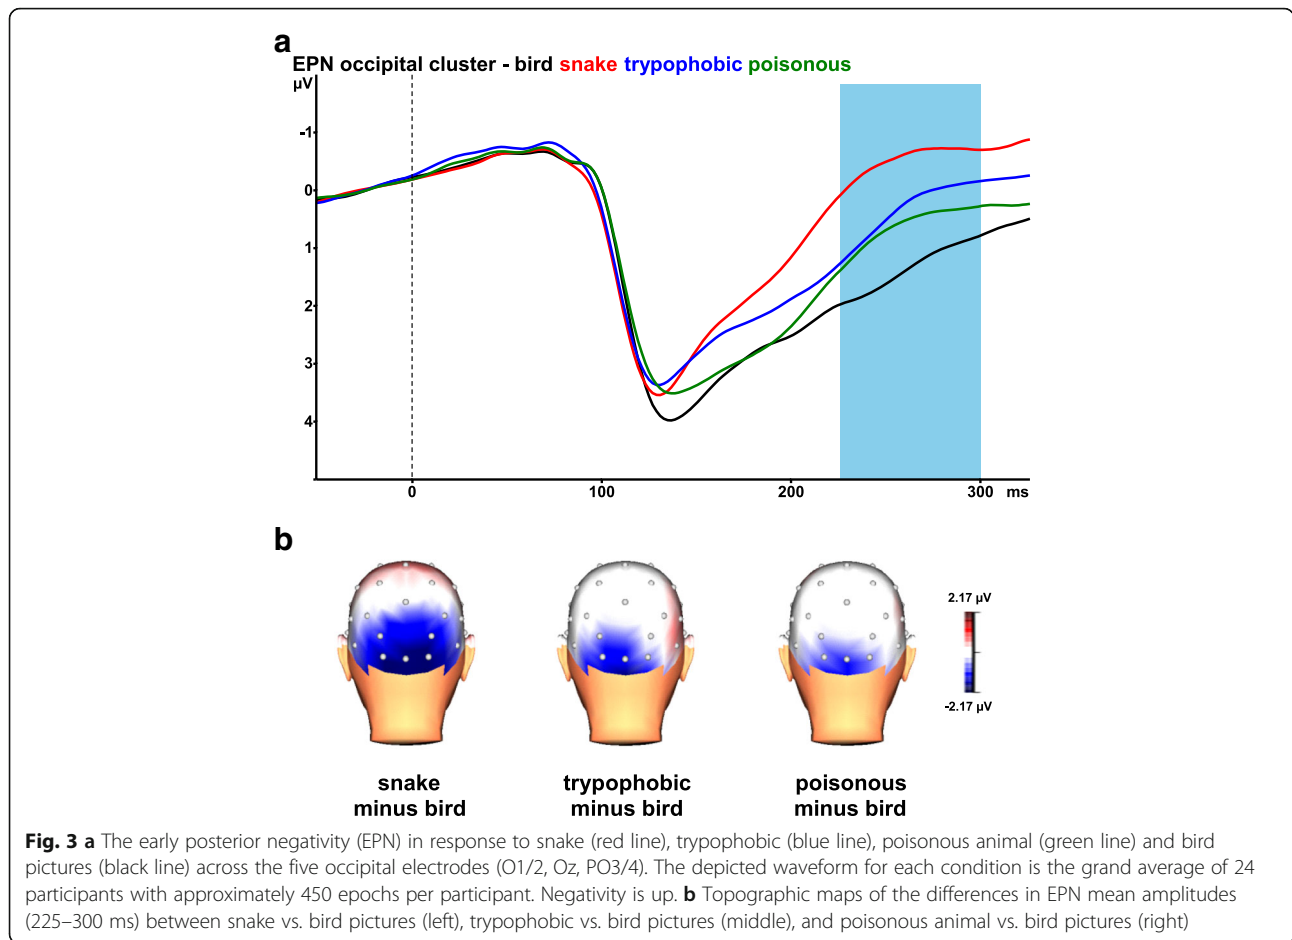 a
EPN occipital cluster - bird snake trypophobic poisonous
µV
-1
0
1
2
3
4
0 100 200 300 ms
b
2.17 µV
-2.17 µV
snake
minus bird
trypophobic
minus bird
poisonous
minus bird
Fig. 3 a The early posterior negativity (EPN) in response to snake (red line), trypophobic (blue line), poisonous animal (green line) and bird
pictures (black line) across the five occipital electrodes (O1/2, Oz, PO3/4). The depicted waveform for each condition is the grand average of 24
participants with approximately 450 epochs per participant. Negativity is up. b Topographic maps of the differences in EPN mean amplitudes
(225–300 ms) between snake vs. bird pictures (left), trypophobic vs. bird pictures (middle), and poisonous animal vs. bird pictures (right)